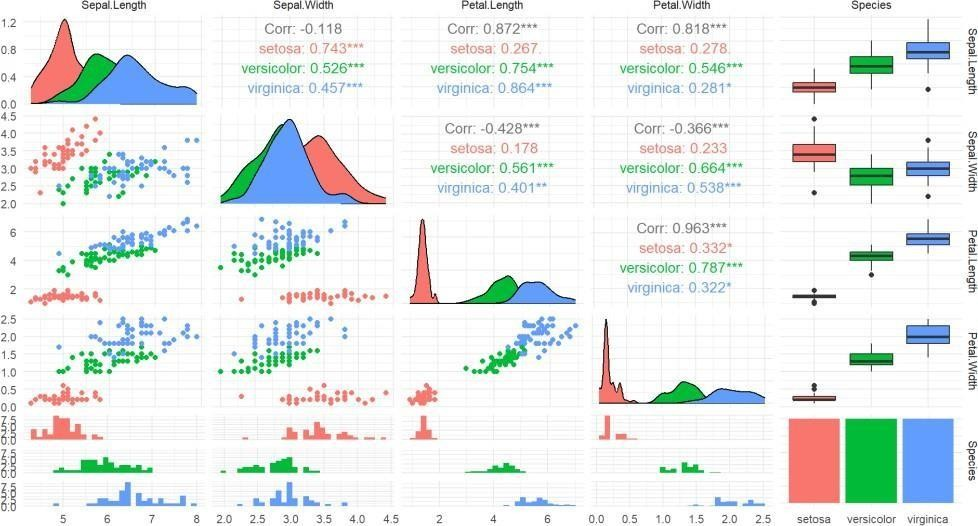 Sepal.Length Sepal.Width Petal.Length Petal.Width Species
1.2
0.8
0.4
0.0
Corr: -0.118
setosa: 0.743***
versicolor: 0.526***
virginica: 0.457***
Corr: 0.872***
setosa: 0.267.
versicolor: 0.754***
virginica: 0.864***
Corr: 0.818***
setosa: 0.278.
versicolor: 0.546***
virginica: 0.281*
Sepal.Length
4.5
4.0
3.5
3.0
2.5
2.0
Corr: -0.428***
setosa: 0.178
versicolor: 0.561***
virginica: 0.401**
Corr: -0.366***
setosa: 0.233
versicolor: 0.664***
virginica: 0.538***
Sepal.Width
6
4
2
Corr: 0.963***
setosa: 0.332*
versicolor: 0.787***
virginica: 0.322*
Petal.Length
2.5
2.0
1.5
1.0
0.5
0.0
Petal.Width
7.5
5.0
2.5
0.0
7.5
5.0
2.5
0.0
7.5
5.0
2.5
0.0
Species
5 6 7 8 2.0 2.5 3.0 3.5 4.0 4.5 2 4 6 0.0 0.5 1.0 1.5 2.0 2.5 setosa versicolor virginica